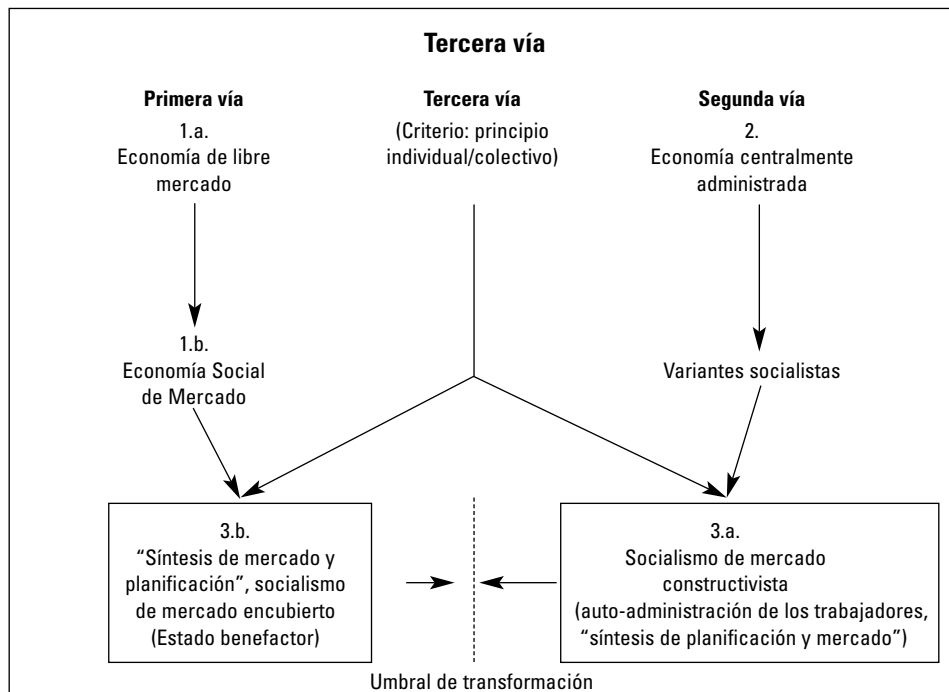 Tercera vía
Primera vía
1.a.
Economía de libre
mercado
Tercera vía
(Criterio: principio
individual/colectivo)
Segunda vía
2.
Economía centralmente
administrada
1.b.
Economía Social
de Mercado
Variantes socialistas
3.b.
“Síntesis de mercado y
planificación”, socialismo
de mercado encubierto
(Estado benefactor)
3.a.
Socialismo de mercado
constructivista
(auto-administración de los trabajadores,
“síntesis de planificación y mercado”)
Umbral de transformación